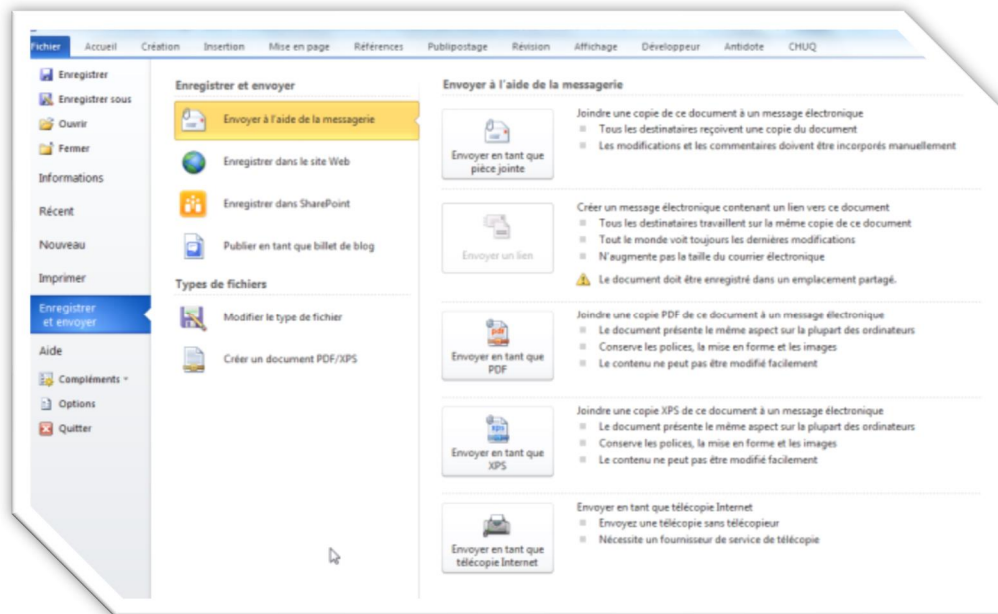 Fichier Accueil Création Insertion Mise en page Références Publipostage Révision Affichage Développeur Antidote CHUQ
Enregistrer
Enregistrer sous
Ouvrir
Fermer
Informations
Récent
Nouveau
Imprimer
Enregistrer
et envoyer
Aide
Compléments
Options
Quitter
Enregistrer et envoyer
Envoyer à l'aide de la messagerie
Enregistrer dans le site Web
Enregistrer dans SharePoint
Publier en tant que billet de blog
Types de fichiers
Modifier le type de fichier
Créer un document PDF/XPS
Envoyer à l'aide de la messagerie
Envoyer en tant que
pièce jointe
Joindre une copie de ce document à un message électronique
Tous les destinataires reçoivent une copie du document
Les modifications et les commentaires doivent être incorporés manuellement
Envoyer un lien
Créer un message électronique contenant un lien vers ce document
Tous les destinataires travaillent sur la même copie de ce document
Tout le monde voit toujours les dernières modifications
N'augmente pas la taille du courrier électronique
Le document doit être enregistré dans un emplacement partagé.
pdf
Envoyer en tant que
PDF
Joindre une copie PDF de ce document à un message électronique
Le document présente le même aspect sur la plupart des ordinateurs
Conserve les polices, la mise en forme et les images
Le contenu ne peut pas être modifié facilement
xps
Envoyer en tant que
XPS
Joindre une copie XPS de ce document à un message électronique
Le document présente le même aspect sur la plupart des ordinateurs
Conserve les polices, la mise en forme et les images
Le contenu ne peut pas être modifié facilement
Envoyer en tant que
télécopie Internet
Envoyer en tant que télécopie Internet
Envoyez une télécopie sans télécopieur
Nécessite un fournisseur de service de télécopie